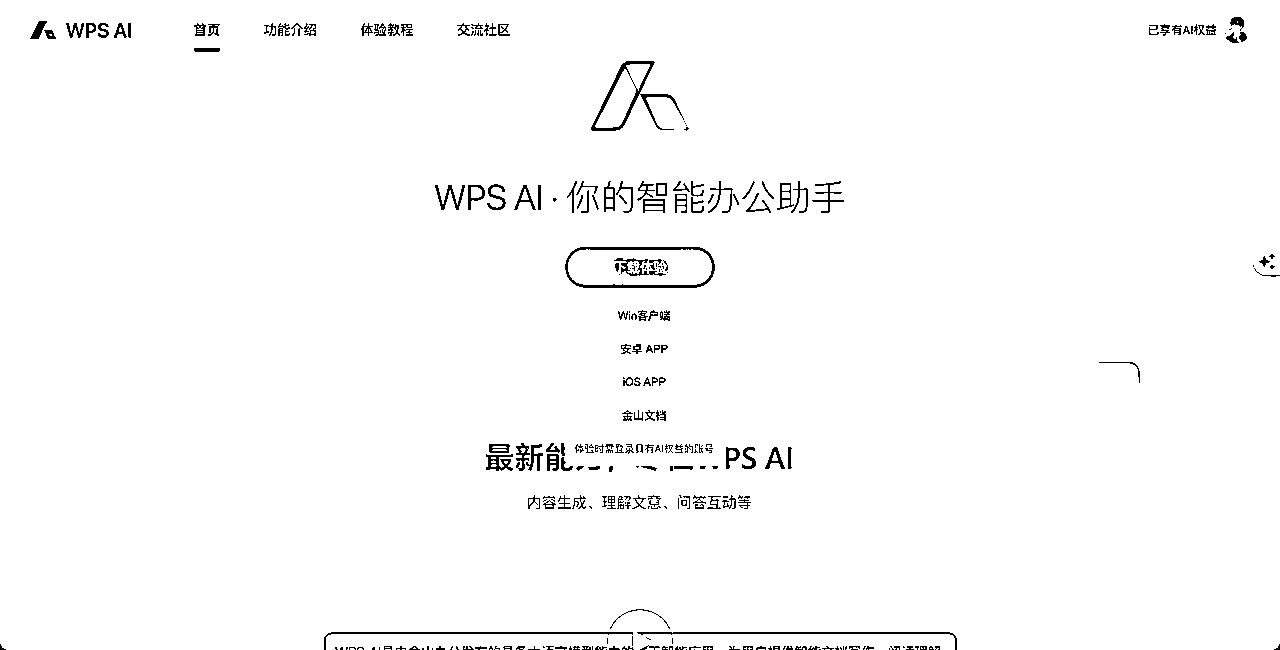 WPS AI
首页
功能介绍
体验教程
交流社区
已享有AI权益
WPS AI · 你的智能办公助手
下载体验
Win客户端
安卓 APP
iOS APP
金山文档
体验时需登录具有AI权益的账号
最新能 PS AI
内容生成、理解文意、问答互动等